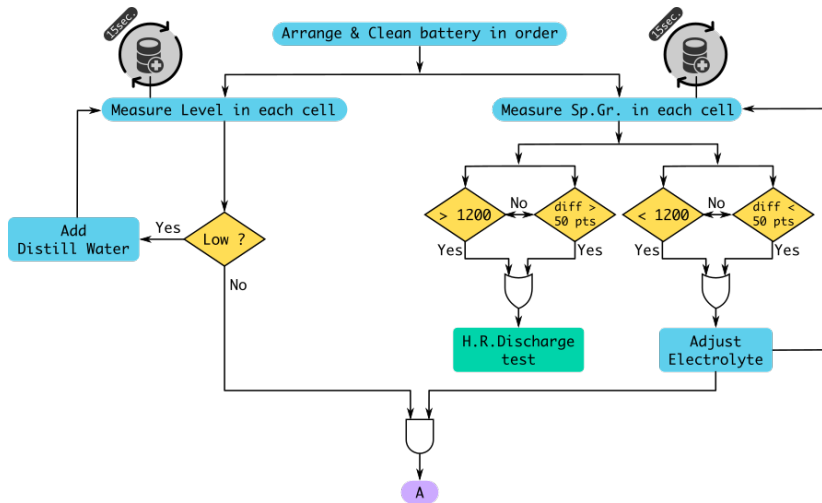 15sec.
15sec.
Arrange & Clean battery in order
Measure Level in each cell
Measure Sp.Gr. in each cell
> 1200
No
diff >
50 pts
< 1200
No
diff <
50 pts
Add
Distill Water
Yes
Low ?
No
Yes
Yes
Yes
Yes
H.R.Discharge
test
Adjust
Electrolyte
A